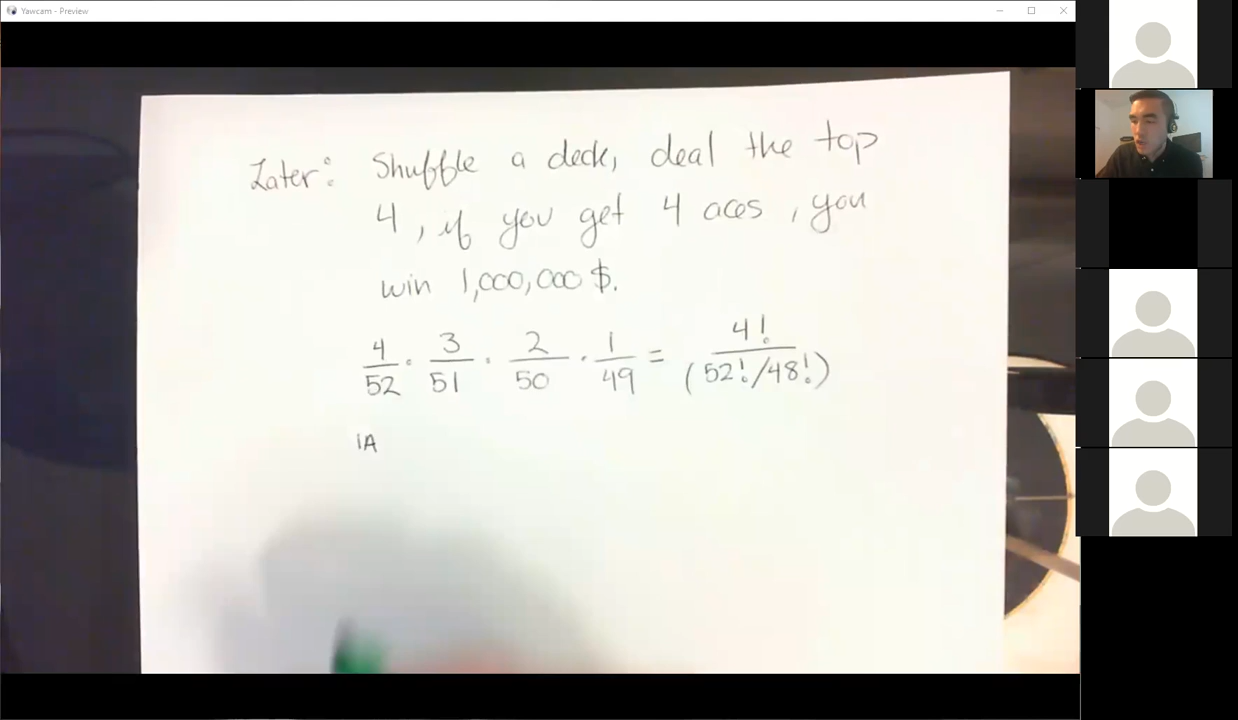 Yawcam - Preview
Later: Shuffle a deck, deal the top
4, if you get 4 aces, you
win 1,000,000 $.
4/52 · 3/51 · 2/50 · 1/49 = 4!/(52!/48!)
1A